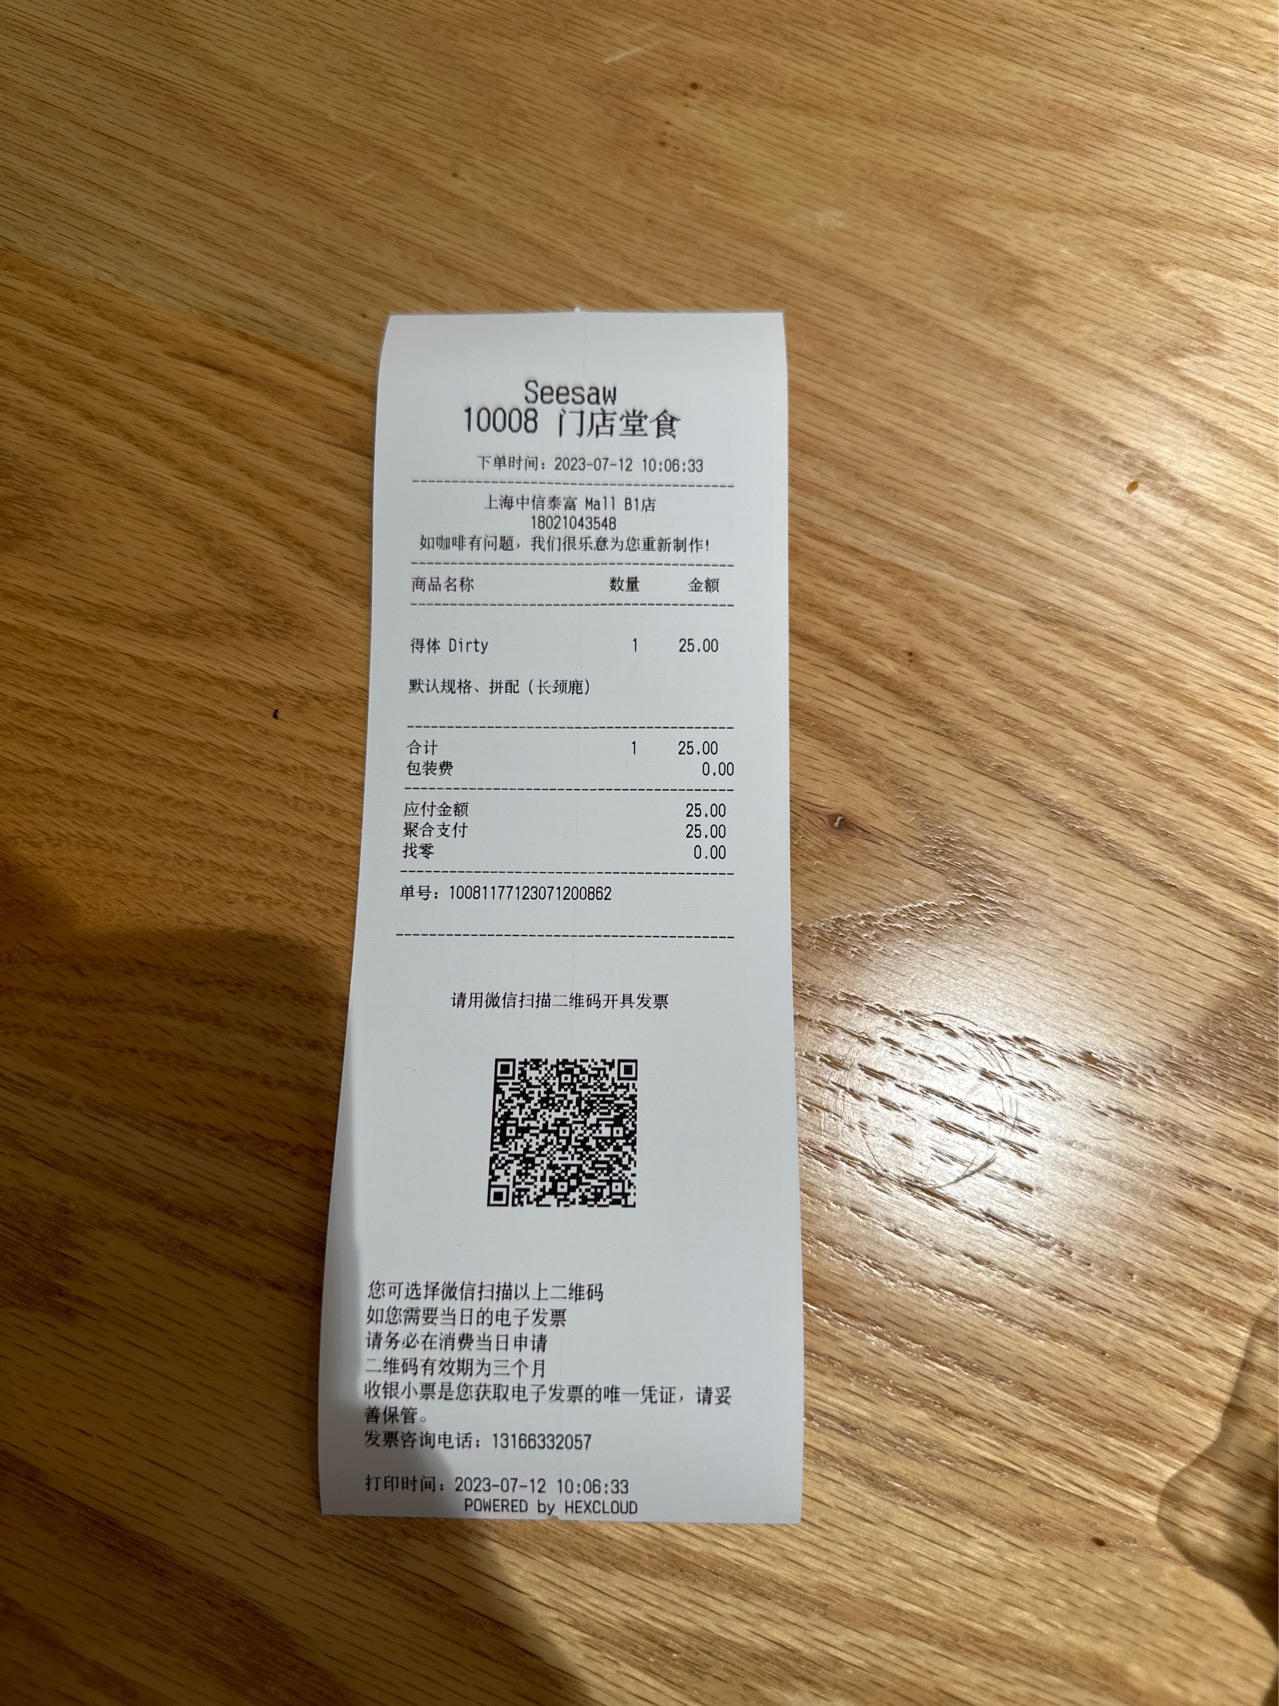 Seesaw
10008 门店堂食
下单时间：2023-07-12 10:06:33
上海中信泰富 Mall B1店
18021043548
如咖啡有问题，我们很乐意为您重新制作！
商品名称 数量 金额
得体 Dirty 1 25.00
默认规格、拼配（长颈鹿）
合计 1 25.00
包装费 0.00
应付金额 25.00
聚合支付 25.00
找零 0.00
单号：10081177123071200862
请用微信扫描二维码开具发票
您可选择微信扫描以上二维码
如您需要当日的电子发票
请务必在消费当日申请
二维码有效期为三个月
收银小票是您获取电子发票的唯一凭证，请妥
善保管。
发票咨询电话：13166332057
打印时间：2023-07-12 10:06:33
POWERED by HEXCLOUD